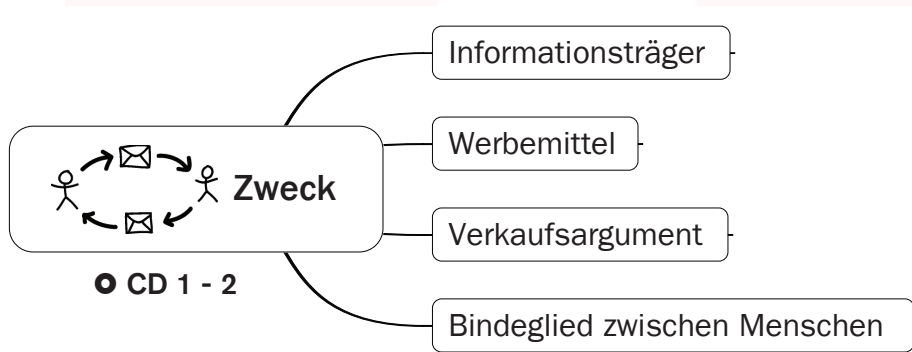 Informationsträger
Werbemittel
Zweck
Verkaufsargument
CD 1 - 2
Bindeglied zwischen Menschen